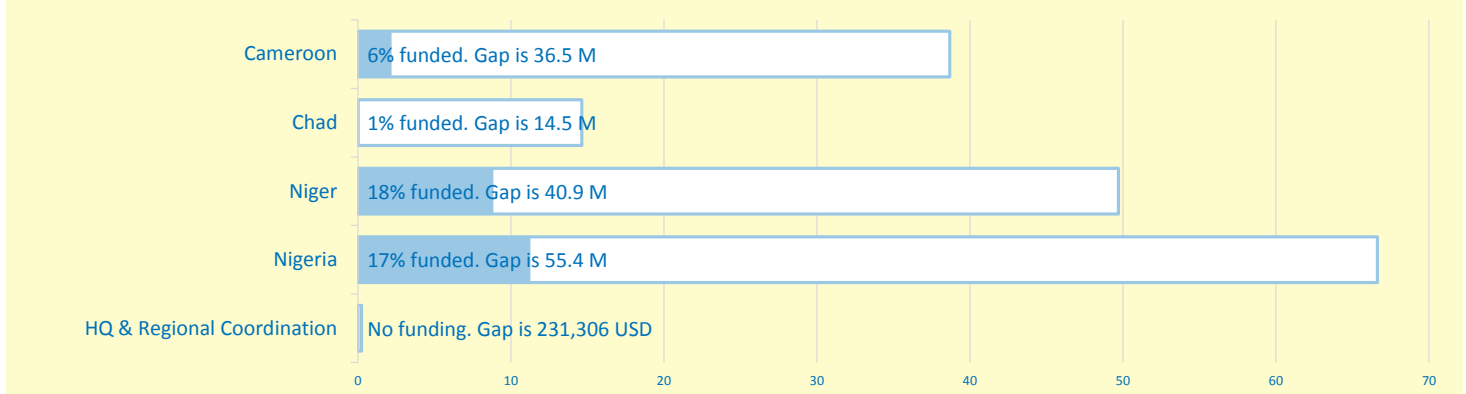 Cameroon 6% funded. Gap is 36.5 M
Chad 1% funded. Gap is 14.5 M
Niger 18% funded. Gap is 40.9 M
Nigeria 17% funded. Gap is 55.4 M
HQ & Regional Coordination No funding. Gap is 231,306 USD
0 10 20 30 40 50 60 70